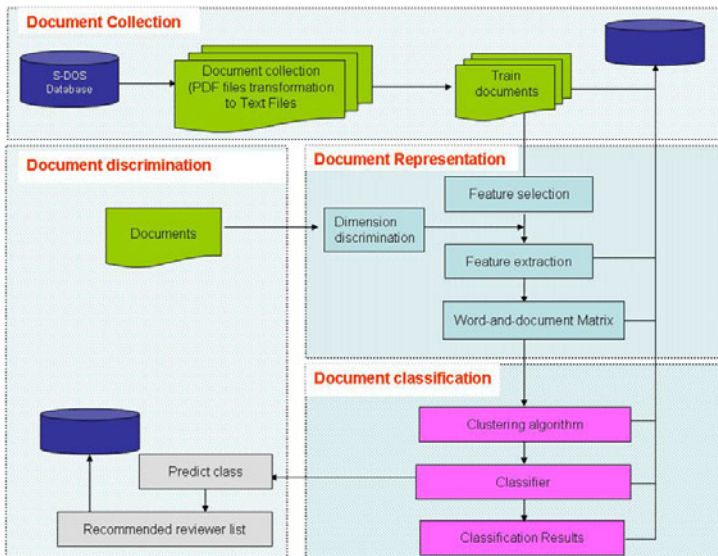 Document Collection
S-DOS
Database
Document collection
(PDF files transformation
to Text Files
Train
documents
Document discrimination
Document Representation
Feature selection
Documents
Dimension
discrimination
Feature extraction
Word-and-document Matrix
Document classification
Clustering algorithm
Predict class
Classifier
Recommended reviewer list
Classification Results